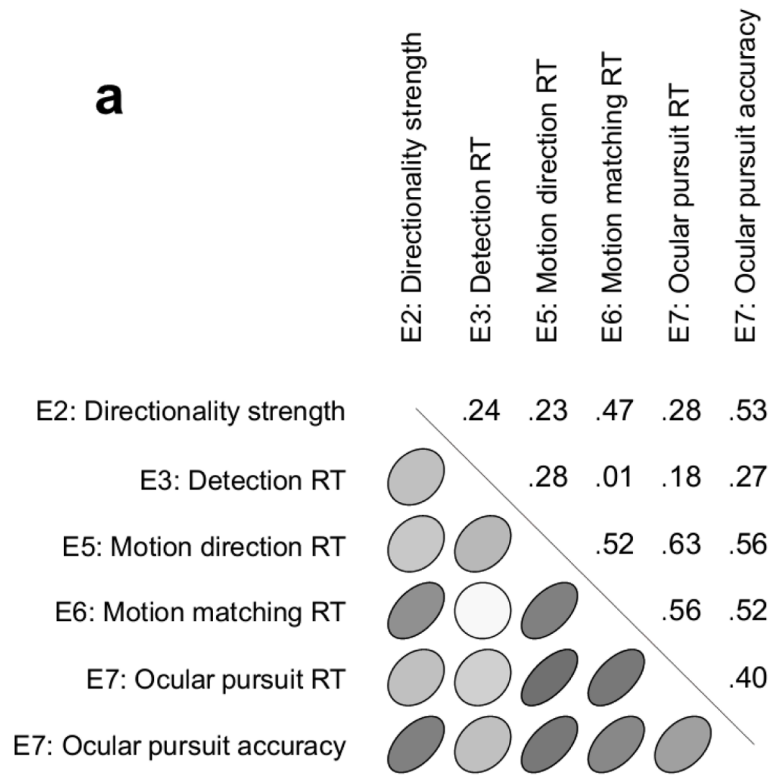 a
E2: Directionality strength
E3: Detection RT
E5: Motion direction RT
E6: Motion matching RT
E7: Ocular pursuit RT
E7: Ocular pursuit accuracy
E2: Directionality strength .24 .23 .47 .28 .53
E3: Detection RT .28 .01 .18 .27
E5: Motion direction RT .52 .63 .56
E6: Motion matching RT .56 .52
E7: Ocular pursuit RT .40
E7: Ocular pursuit accuracy